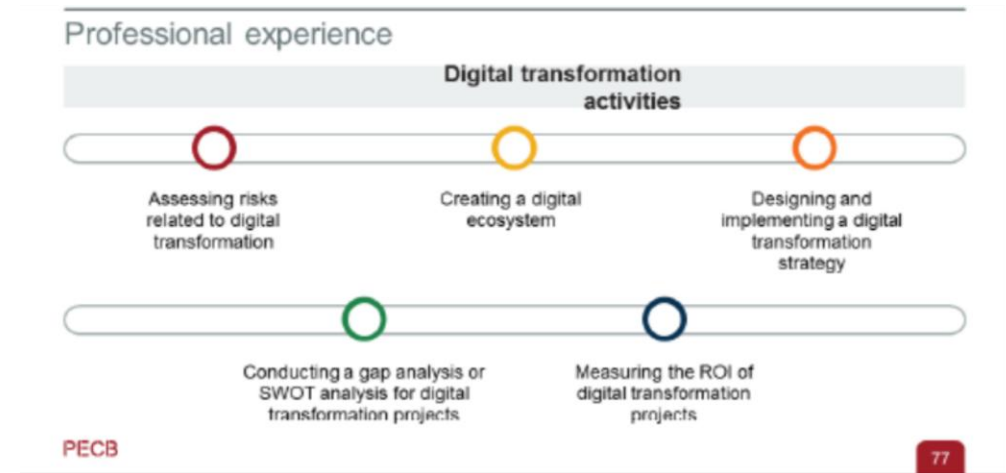 Professional experience
Digital transformation
activities
Assessing risks
related to digital
transformation
Creating a digital
ecosystem
Designing and
implementing a digital
transformation
strategy
Conducting a gap analysis or
SWOT analysis for digital
transformation projects
Measuring the ROI of
digital transformation
projects
PECB
77